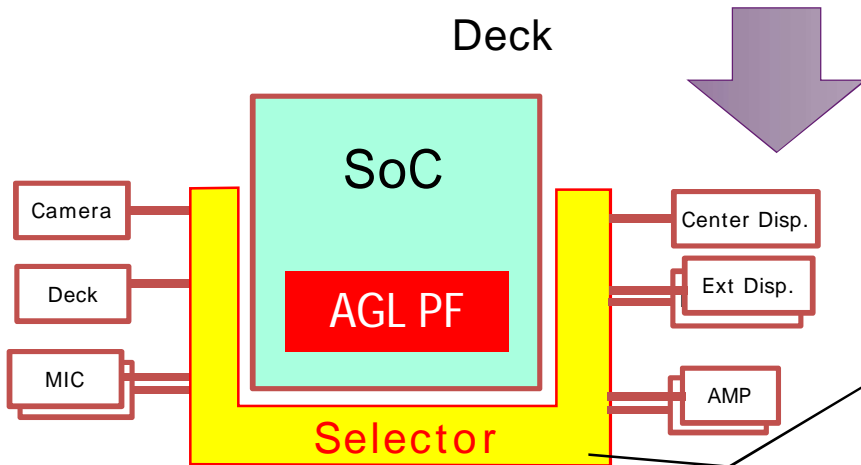 Deck
SoC
Camera
Center Disp.
Deck
Ext Disp.
AGL PF
MIC
AMP
Selector